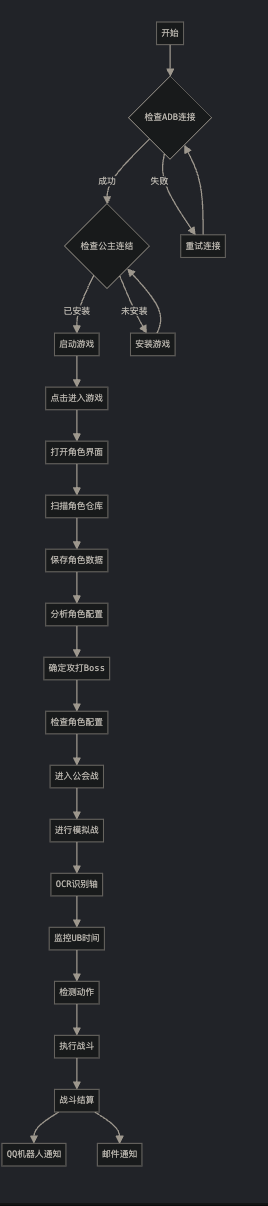 开始
检查ADB连接
成功
失败
检查公主连结
重试连接
已安装
未安装
启动游戏
安装游戏
点击进入游戏
打开角色界面
扫描角色仓库
保存角色数据
分析角色配置
确定攻打Boss
检查角色配置
进入公会战
进行模拟战
OCR识别轴
监控UB时间
检测动作
执行战斗
战斗结算
QQ机器人通知
邮件通知